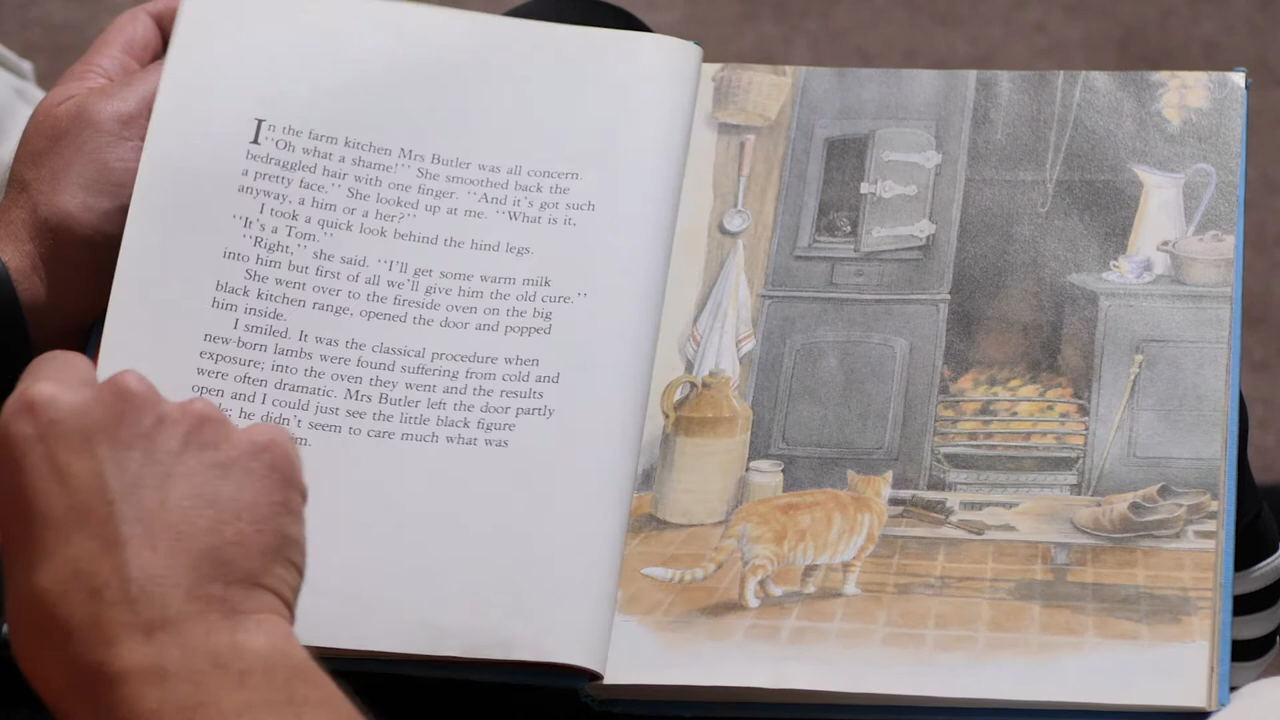 In the farm kitchen Mrs Butler was all concern.
‘‘Oh what a shame!’’ She smoothed back the
bedraggled hair with one finger. ‘‘And it’s got such
a pretty face.’’ She looked up at me. ‘‘What is it,
anyway, a him or a her?’’
I took a quick look behind the hind legs.
‘‘It’s a Tom.’’
‘‘Right,’’ she said. ‘‘I’ll get some warm milk
into him but first of all we’ll give him the old cure.’’
She went over to the fireside oven on the big
black kitchen range, opened the door and popped
him inside.
I smiled. It was the classical procedure when
new-born lambs were found suffering from cold and
exposure; into the oven they went and the results
were often dramatic. Mrs Butler left the door partly
open and I could just see the little black figure
he didn’t seem to care much what was